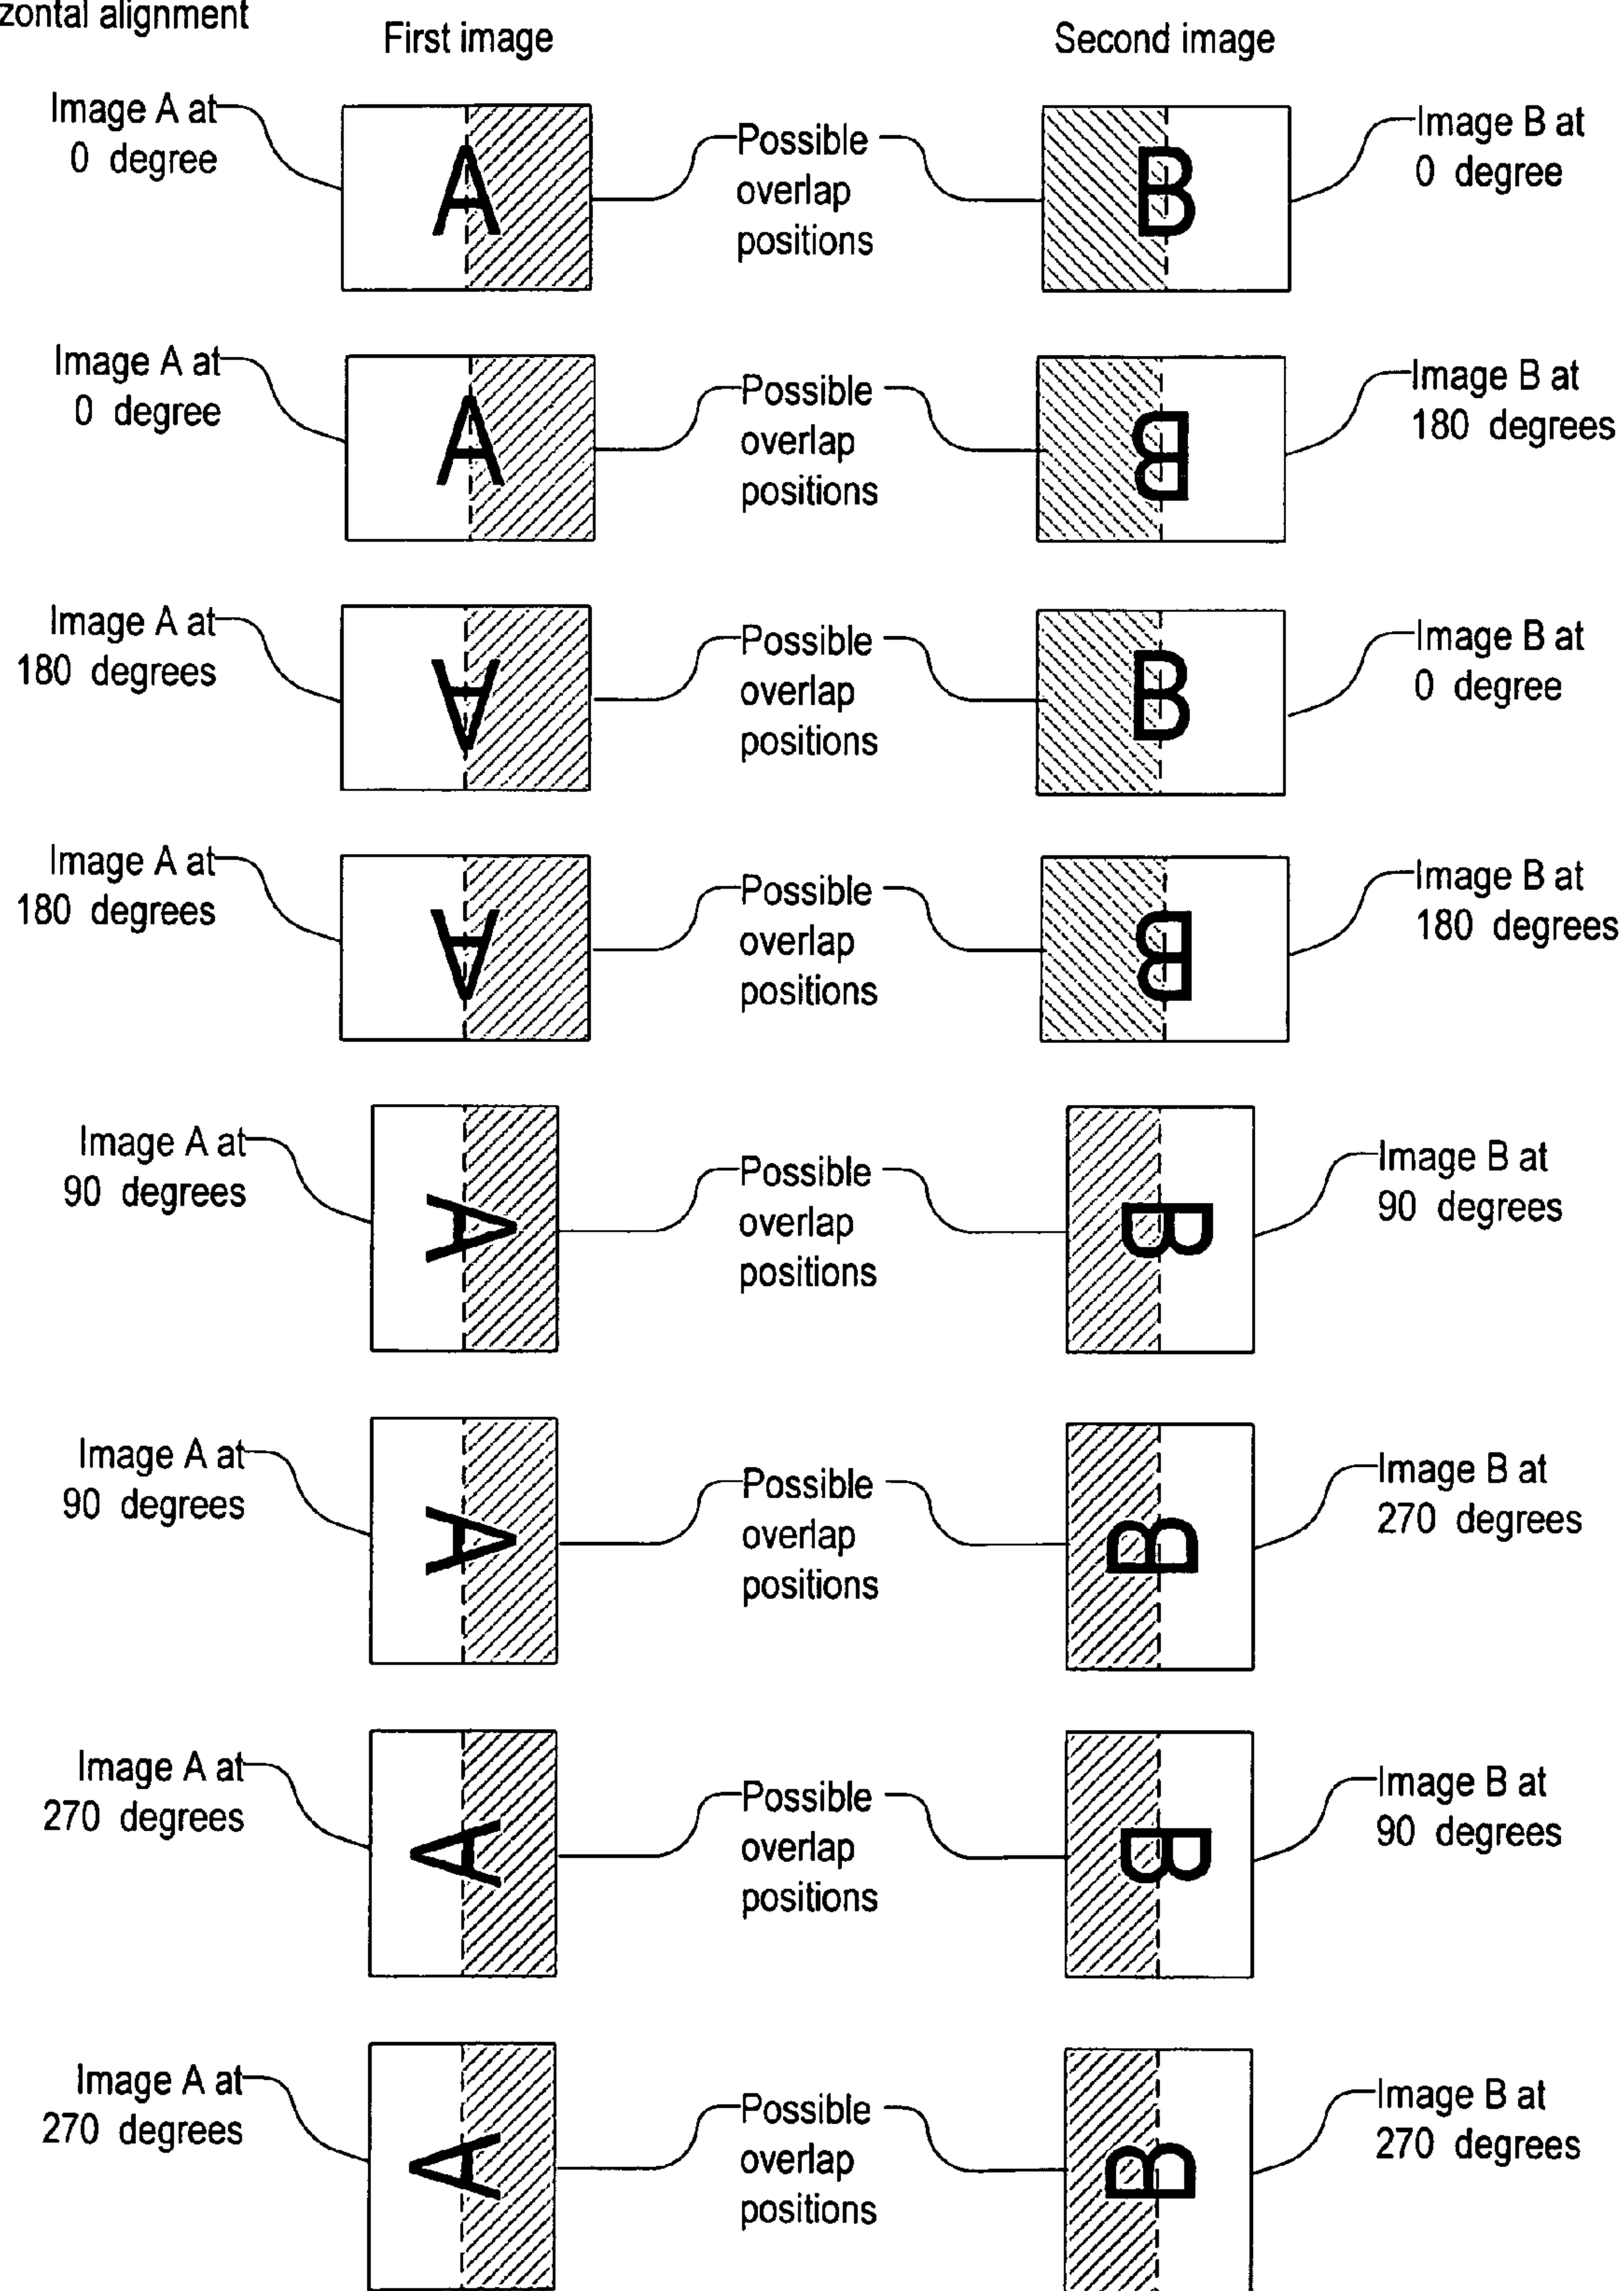 zontal alignment
First image
Second image
Image A at
0 degree
A
Possible
overlap
positions
B
Image B at
0 degree
Image A at
0 degree
A
Possible
overlap
positions
B
Image B at
180 degrees
Image A at
180 degrees
A
Possible
overlap
positions
B
Image B at
0 degree
Image A at
180 degrees
A
Possible
overlap
positions
B
Image B at
180 degrees
Image A at
90 degrees
A
Possible
overlap
positions
B
Image B at
90 degrees
Image A at
90 degrees
A
Possible
overlap
positions
B
Image B at
270 degrees
Image A at
270 degrees
A
Possible
overlap
positions
B
Image B at
90 degrees
Image A at
270 degrees
A
Possible
overlap
positions
B
Image B at
270 degrees